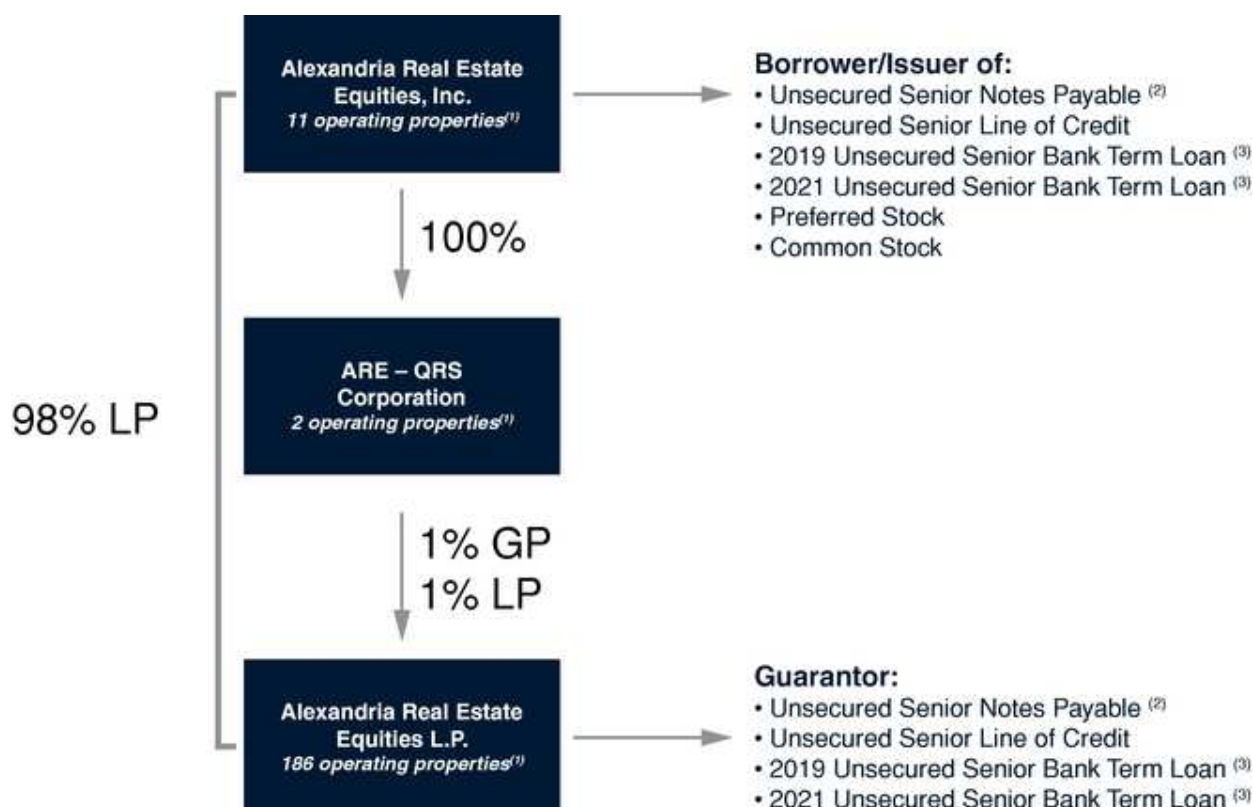 Alexandria Real Estate
Equities, Inc.
11 operating properties(1)
Borrower/Issuer of:
• Unsecured Senior Notes Payable (2)
• Unsecured Senior Line of Credit
• 2019 Unsecured Senior Bank Term Loan (3)
• 2021 Unsecured Senior Bank Term Loan (3)
• Preferred Stock
• Common Stock
100%
ARE – QRS
Corporation
2 operating properties(1)
98% LP
1% GP
1% LP
Alexandria Real Estate
Equities L.P.
186 operating properties(1)
Guarantor:
• Unsecured Senior Notes Payable (2)
• Unsecured Senior Line of Credit
• 2019 Unsecured Senior Bank Term Loan (3)
• 2021 Unsecured Senior Bank Term Loan (3)